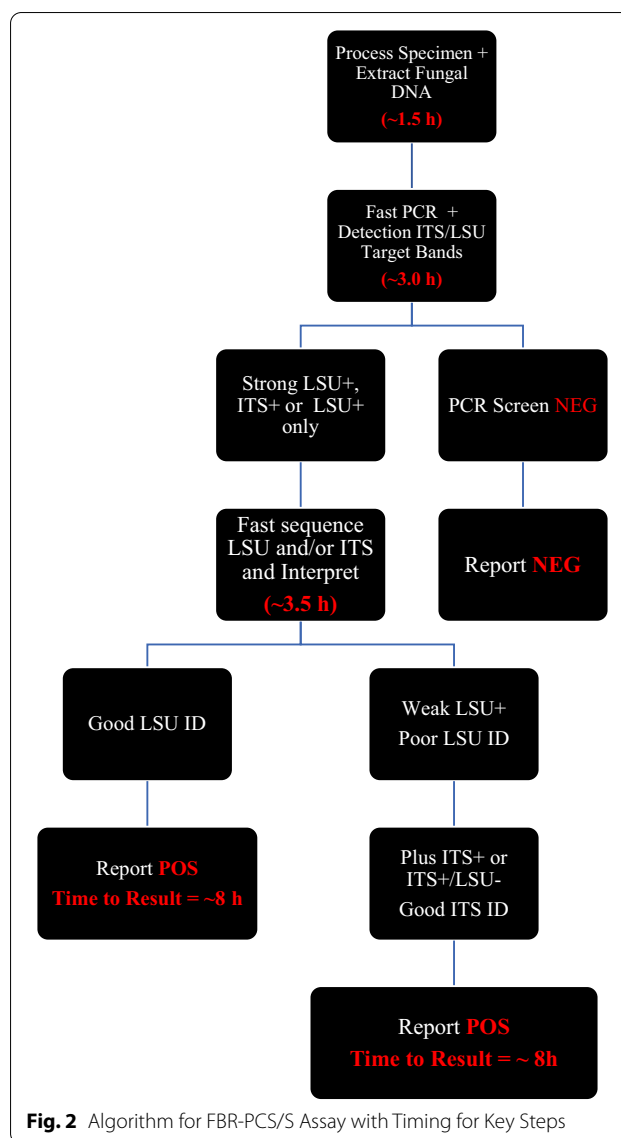 Process Specimen +
Extract Fungal
DNA
(~1.5 h)
Fast PCR +
Detection ITS/LSU
Target Bands
(~3.0 h)
Strong LSU+,
ITS+ or LSU+
only
PCR Screen NEG
Fast sequence
LSU and/or ITS
and Interpret
(~3.5 h)
Report NEG
Good LSU ID
Weak LSU+
Poor LSU ID
Report POS
Time to Result = ~8 h
Plus ITS+ or
ITS+/LSU-
Good ITS ID
Report POS
Time to Result = ~ 8h
Fig. 2 Algorithm for FBR-PCS/S Assay with Timing for Key Steps